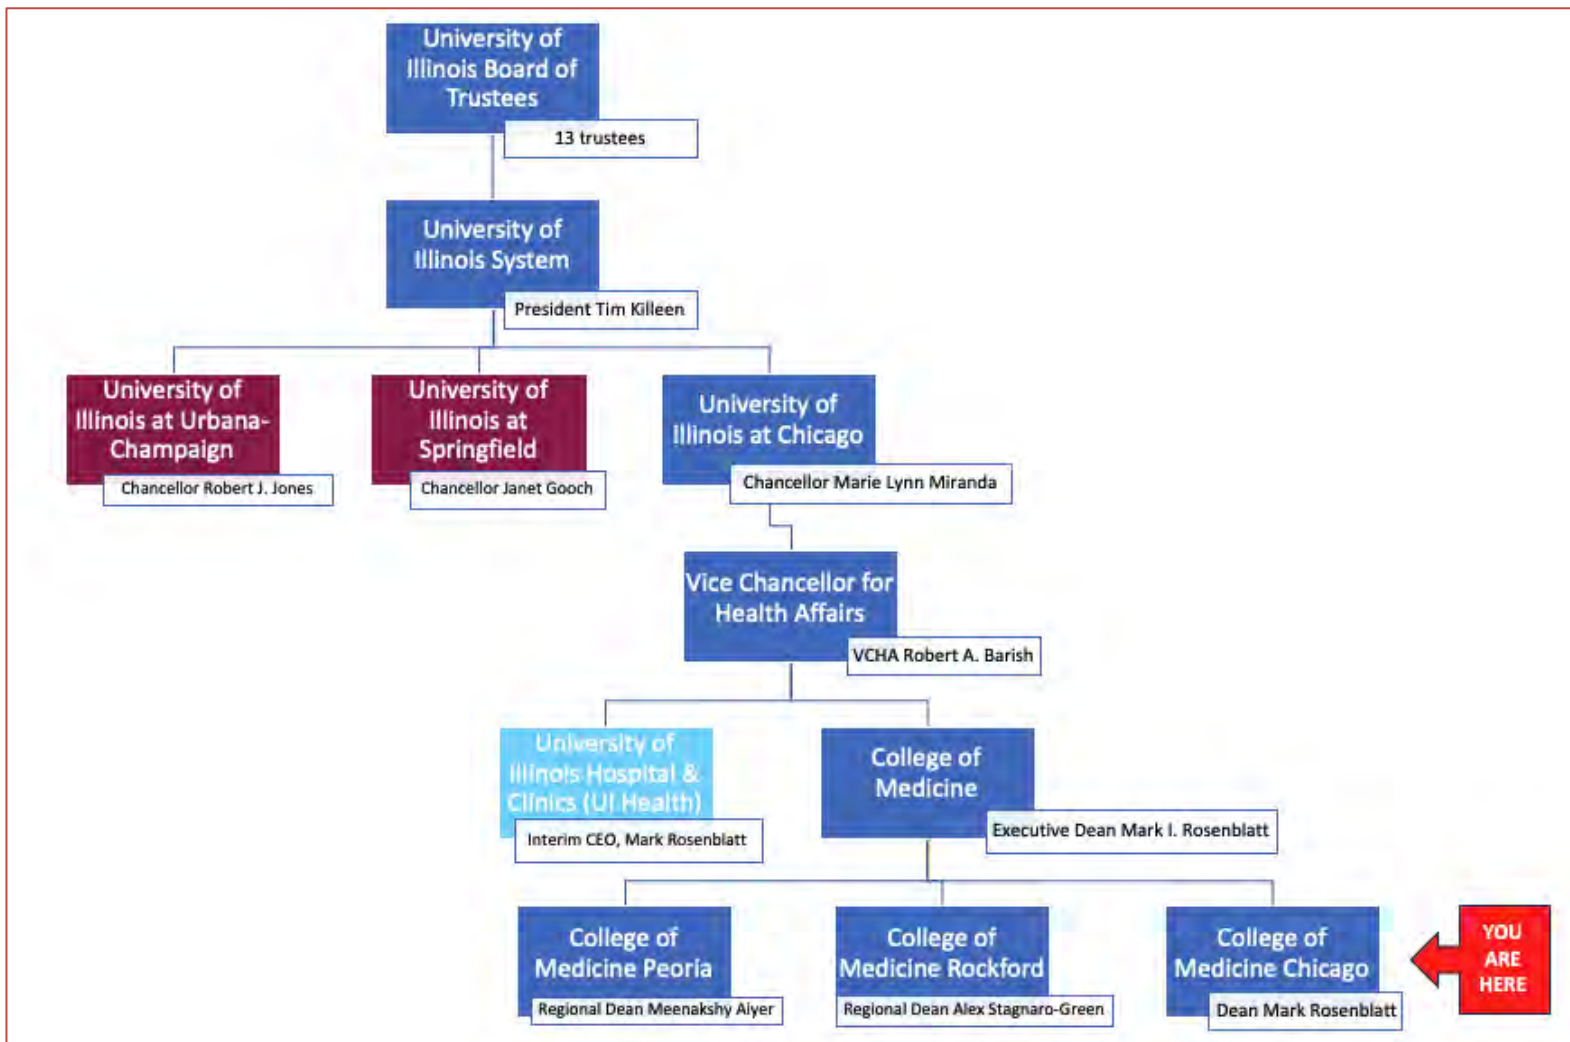 University of
Illinois Board of
Trustees
13 trustees
University of
Illinois System
President Tim Killeen
University of
Illinois at Urbana-
Champaign
Chancellor Robert J. Jones
University of
Illinois at
Springfield
Chancellor Janet Gooch
University of
Illinois at Chicago
Chancellor Marie Lynn Miranda
Vice Chancellor for
Health Affairs
VCHA Robert A. Barish
University of
Illinois Hospital &
Clinics (UI Health)
Interim CEO, Mark Rosenblatt
College of
Medicine
Executive Dean Mark I. Rosenblatt
College of
Medicine Peoria
Regional Dean Meenakshy Aiyer
College of
Medicine Rockford
Regional Dean Alex Stagnaro-Green
College of
Medicine Chicago
Dean Mark Rosenblatt
YOU
ARE
HERE